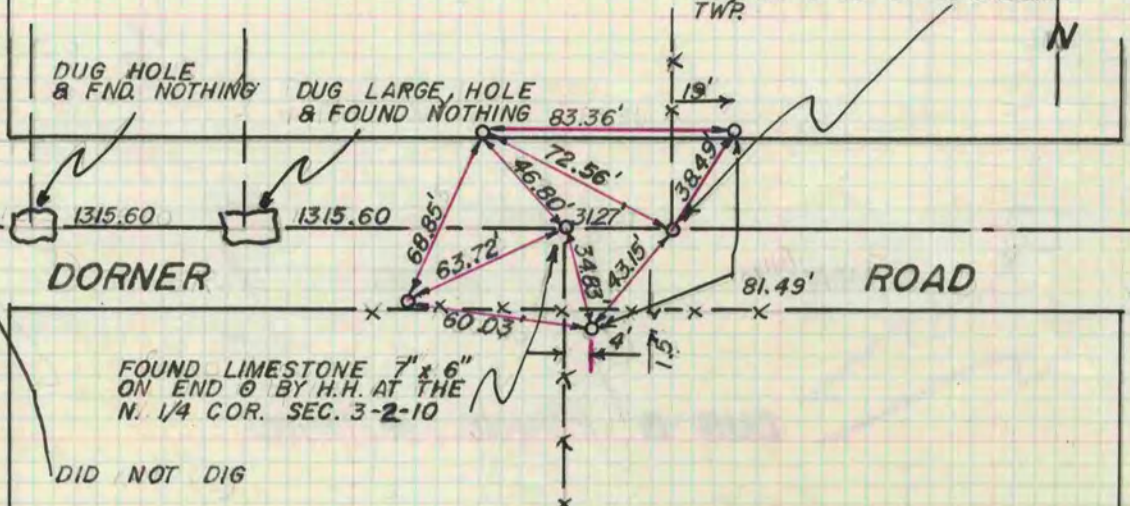 TWP.
N
DUG HOLE
& FND. NOTHING
DUG LARGE HOLE
& FOUND NOTHING
19'
83.36'
72.56'
46.80'
38.49'
1315.60
1315.60
31.27
68.85'
63.72'
34.83'
43.15'
DORNER
ROAD
81.49'
60.03'
4'
1.5'
FOUND LIMESTONE 7" x 6"
ON END @ BY H.H. AT THE
N. 1/4 COR. SEC. 3-2-10
DID NOT DIG